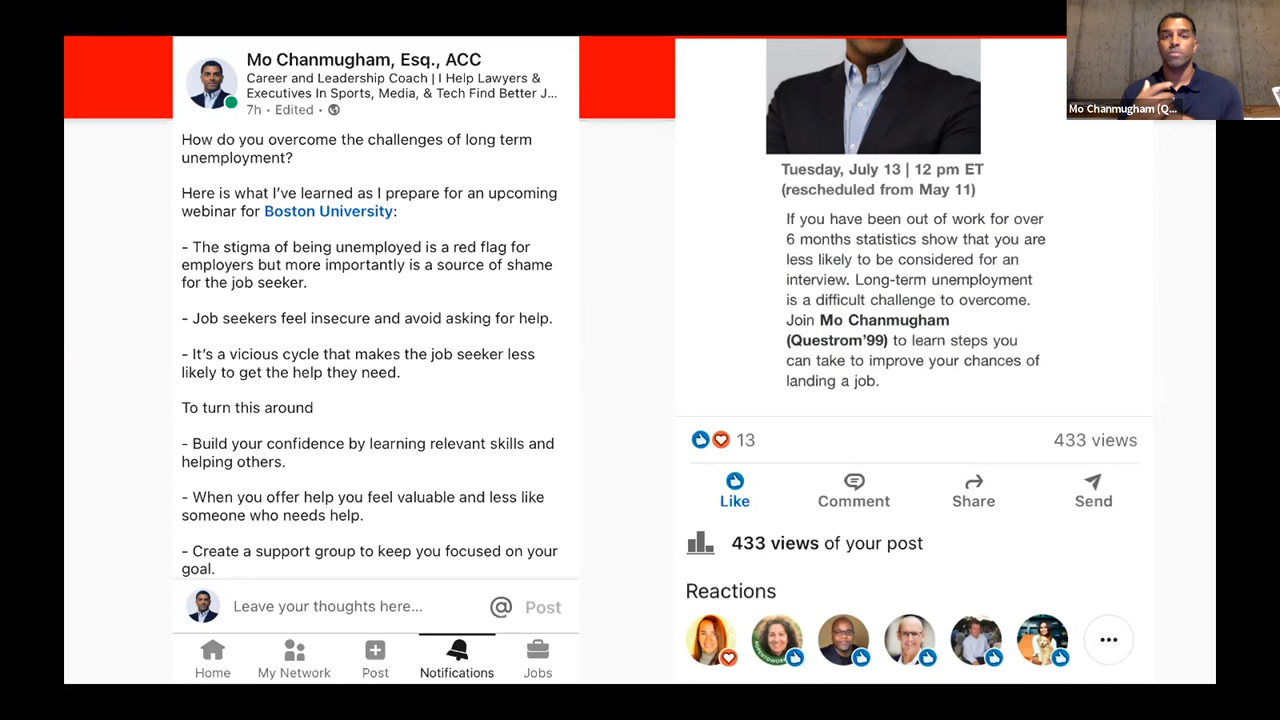 Mo Chanmugham, Esq., ACC
Career and Leadership Coach | I Help Lawyers &
Executives In Sports, Media, & Tech Find Better J...
7h • Edited •
How do you overcome the challenges of long term
unemployment?
Here is what I've learned as I prepare for an upcoming
webinar for Boston University:
- The stigma of being unemployed is a red flag for
employers but more importantly is a source of shame
for the job seeker.
- Job seekers feel insecure and avoid asking for help.
- It's a vicious cycle that makes the job seeker less
likely to get the help they need.
To turn this around
- Build your confidence by learning relevant skills and
helping others.
- When you offer help you feel valuable and less like
someone who needs help.
- Create a support group to keep you focused on your
goal.
Leave your thoughts here... @ Post
Home My Network Post Notifications Jobs
Tuesday, July 13 | 12 pm ET
(rescheduled from May 11)
If you have been out of work for over
6 months statistics show that you are
less likely to be considered for an
interview. Long-term unemployment
is a difficult challenge to overcome.
Join Mo Chanmugham
(Questrom'99) to learn steps you
can take to improve your chances of
landing a job.
13 433 views
Like Comment Share Send
433 views of your post
Reactions
...
Mo Chanmugham (Q...